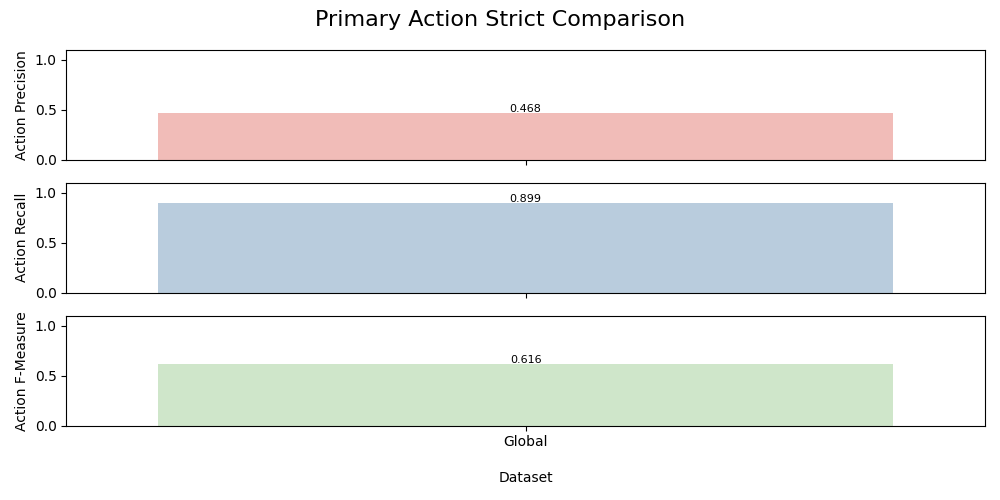 Primary Action Strict Comparison
Action Precision
1.0
0.5
0.0
0.468
Action Recall
1.0
0.5
0.0
0.899
Action F-Measure
1.0
0.5
0.0
0.616
Global
Dataset